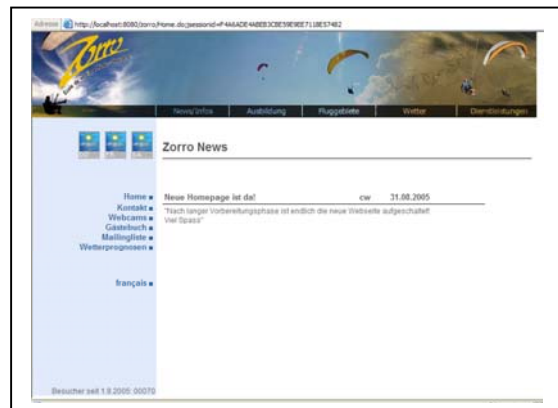 Adresse http://localhost:8080/zorro/Home.do;jsessionid=F4A6ADE4ABEB3CBE59E9EE7118E574B2
Zorro
News/Infos Ausbildung Fluggebiete Wetter Dienstleistungen
Zorro News
Home
Kontakt
Webcams
Gästebuch
Mailingliste
Wetterprognosen
français
Neue Homepage ist da! cw 31.08.2005
"Nach langer Vorbereitungsphase ist endlich die neue Webseite aufgeschaltet!
Viel Spass"
Besucher seit 1.9.2005: 00070